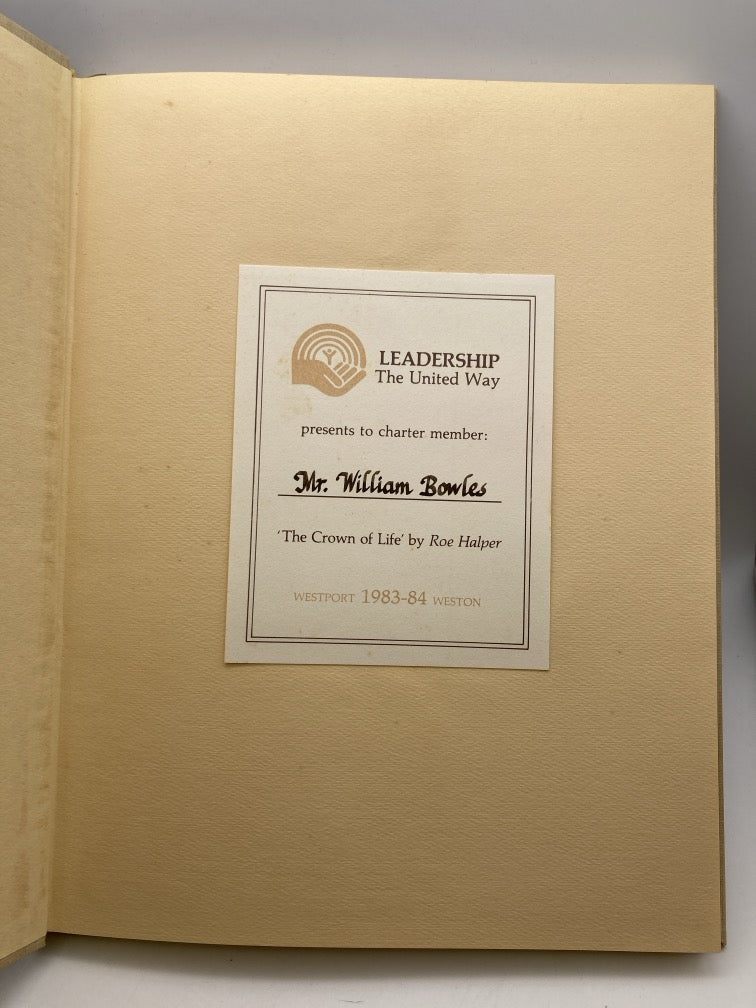 LEADERSHIP
The United Way
presents to charter member:
Mr. William Bowles
‘The Crown of Life’ by Roe Halper
WESTPORT 1983-84 WESTON